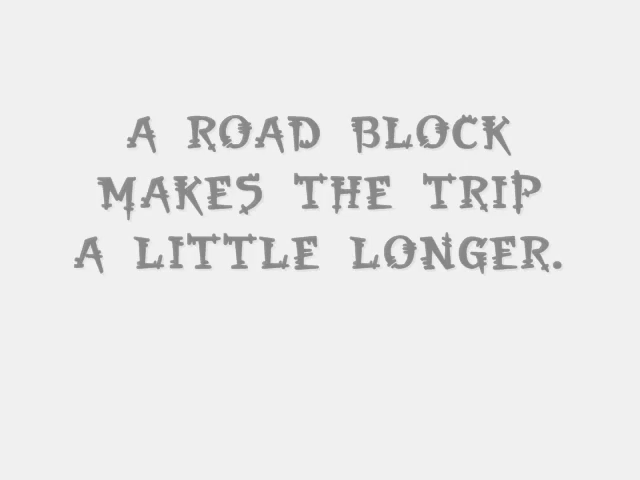 A ROAD BLOCK
MAKES THE TRIP
A LITTLE LONGER.